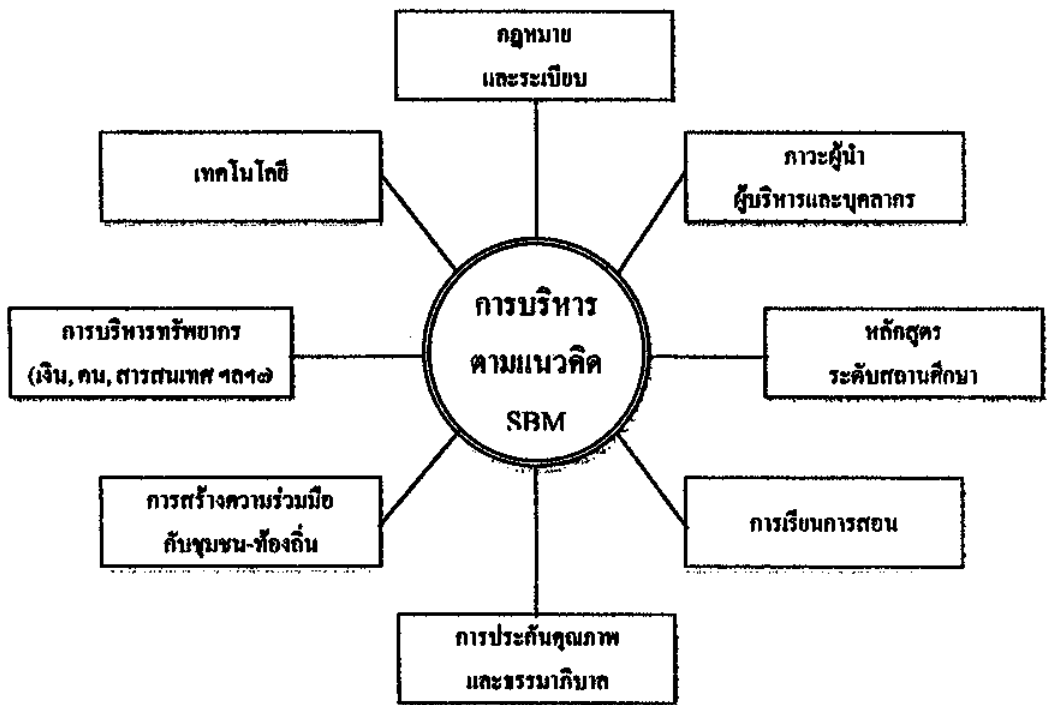 กฎหมาย
และระเบียบ
ภาวะผู้นำ
ผู้บริหารและบุคลากร
หลักสูตร
ระดับสถานศึกษา
การเรียนการสอน
การประกันคุณภาพ
และธรรมาภิบาล
การสร้างความร่วมมือ
กับชุมชน-ท้องถิ่น
การบริหารทรัพยากร
(เงิน, คน, สารสนเทศ ฯลฯ)
เทคโนโลยี
การบริหาร
ตามแนวคิด
SBM